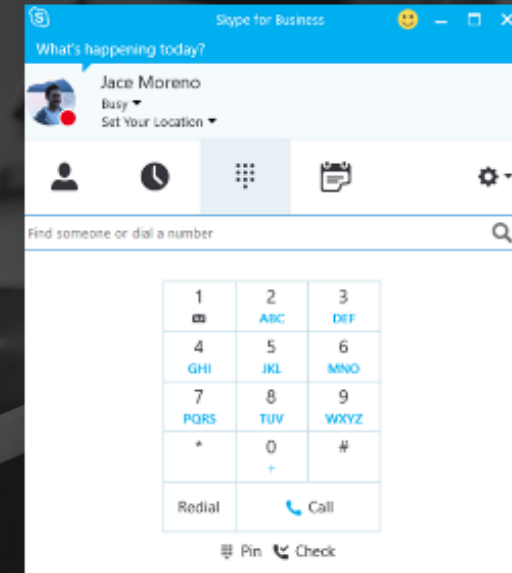 Skype for Business
What's happening today?
Jace Moreno
Busy
Set Your Location
Find someone or dial a number
1 2 3
ABC DEF
4 5 6
GHI JKL MNO
7 8 9
PQRS TUV WXYZ
* 0 #
+
Redial Call
Pin Check